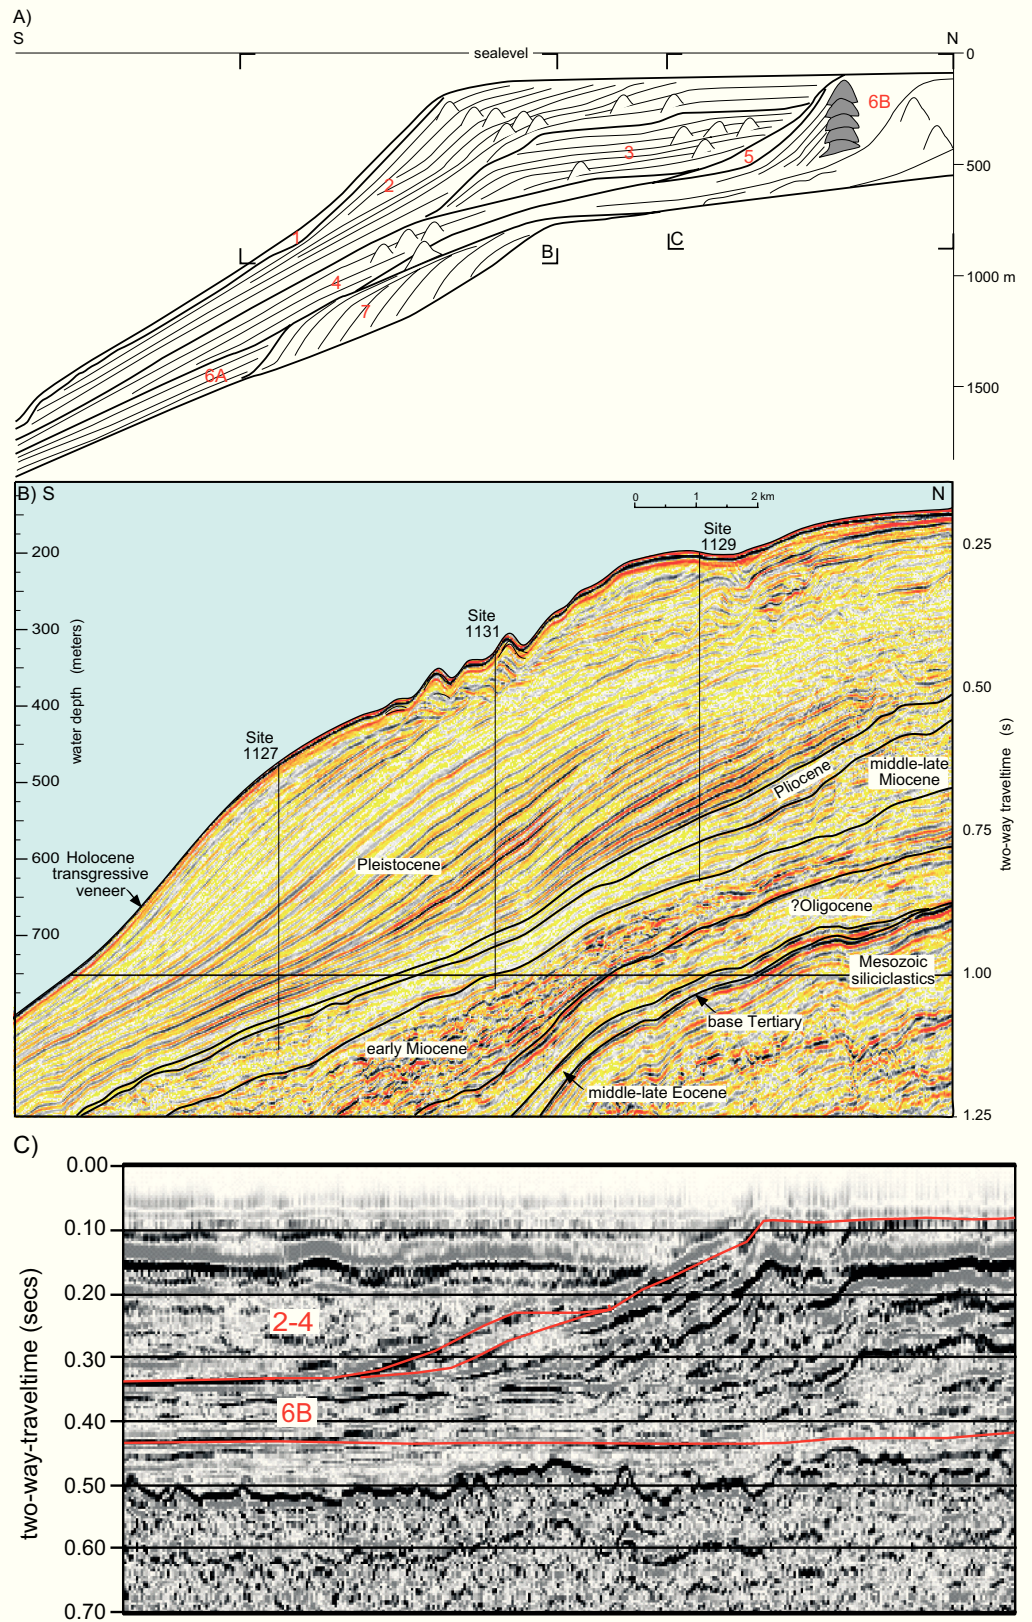 A)
S
N
sealevel
0
6B
3
5
500
2
1
B
C
4
1000 m
7
6A
1500
B) S
N
0 1 2 km
Site
1129
200
0.25
Site
1131
300
water depth (meters)
400
0.50
Site
1127
500
Pliocene
middle-late
Miocene
two-way traveltime (s)
0.75
600
Holocene
transgressive
veneer
Pleistocene
?Oligocene
700
Mesozoic
siliciclastics
1.00
base Tertiary
early Miocene
middle-late Eocene
1.25
C)
two-way-traveltime (secs)
0.00
0.10
0.20
2-4
0.30
6B
0.40
0.50
0.60
0.70